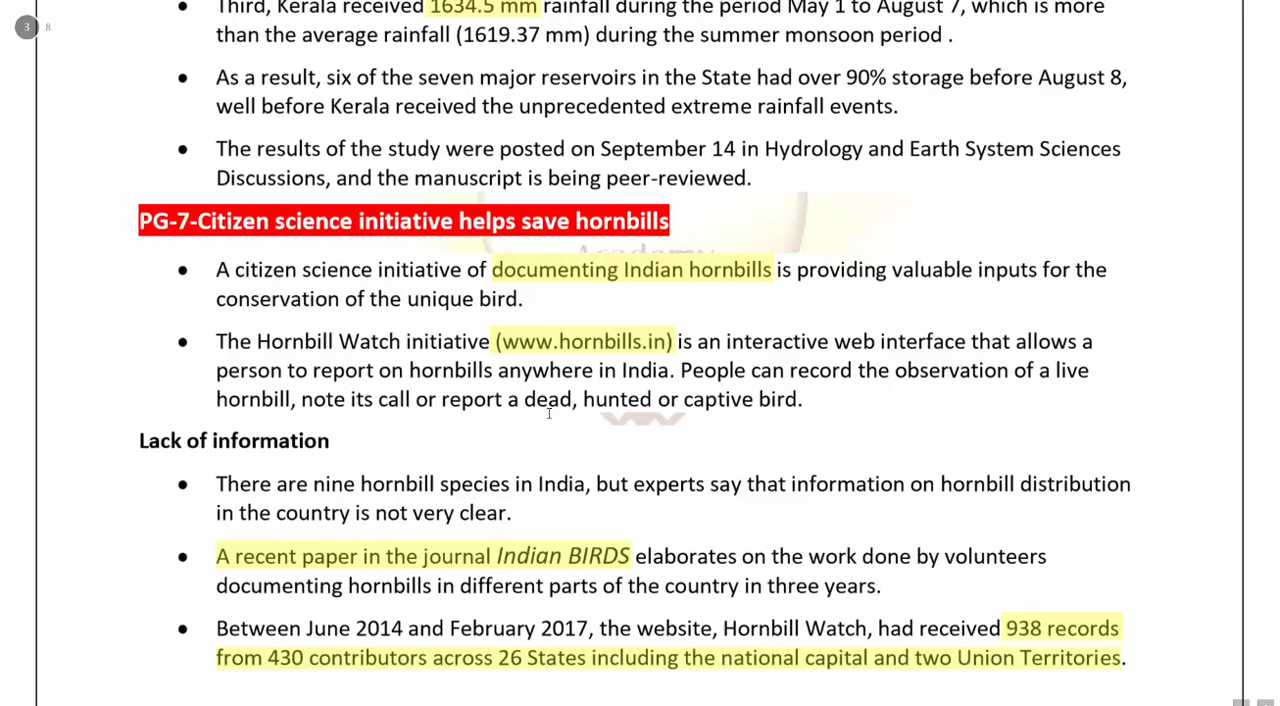 Third, Kerala received 1634.5 mm rainfall during the period May 1 to August 7, which is more
3 8
than the average rainfall (1619.37 mm) during the summer monsoon period .
• As a result, six of the seven major reservoirs in the State had over 90% storage before August 8,
well before Kerala received the unprecedented extreme rainfall events.
• The results of the study were posted on September 14 in Hydrology and Earth System Sciences
Discussions, and the manuscript is being peer-reviewed.
PG-7-Citizen science initiative helps save hornbills
Academy
• A citizen science initiative of documenting Indian hornbills is providing valuable inputs for the
conservation of the unique bird.
• The Hornbill Watch initiative (www.hornbills.in) is an interactive web interface that allows a
person to report on hornbills anywhere in India. People can record the observation of a live
hornbill, note its call or report a dead, hunted or captive bird.
Lack of information
• There are nine hornbill species in India, but experts say that information on hornbill distribution
in the country is not very clear.
• A recent paper in the journal Indian BIRDS elaborates on the work done by volunteers
documenting hornbills in different parts of the country in three years.
• Between June 2014 and February 2017, the website, Hornbill Watch, had received 938 records
from 430 contributors across 26 States including the national capital and two Union Territories.